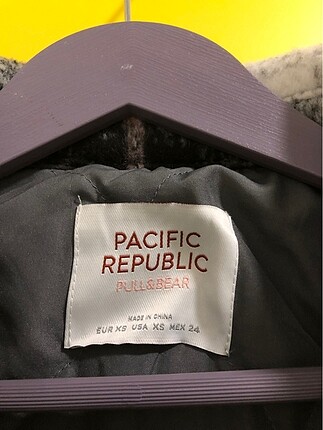 PACIFIC
REPUBLIC
PULL&BEAR
MADE IN CHINA
EUR XS USA XS MEX 24